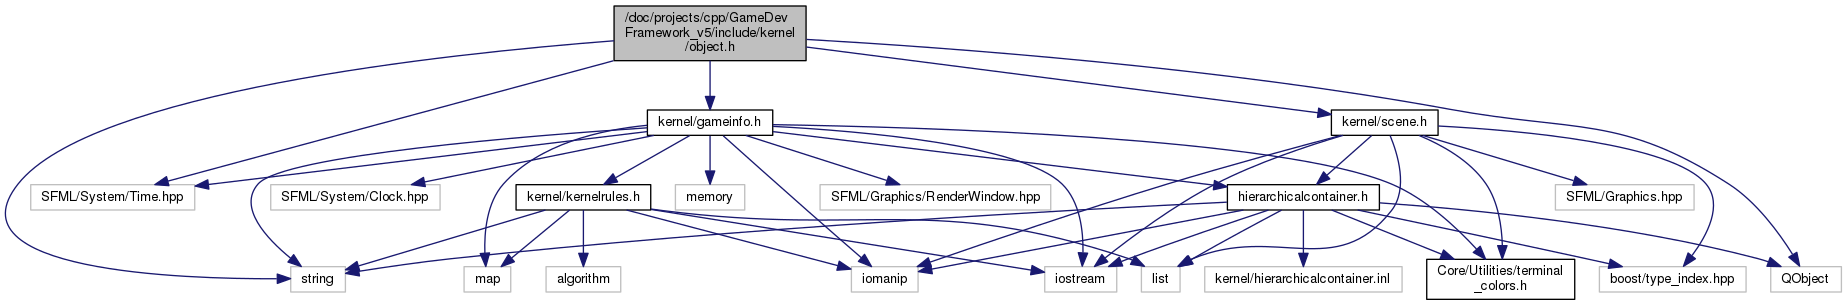 /doc/projects/cpp/GameDev
Framework_v5/include/kernel
/object.h
kernel/gameinfo.h
kernel/scene.h
SFML/System/Time.hpp
SFML/System/Clock.hpp
kernel/kernelrules.h
memory
SFML/Graphics/RenderWindow.hpp
hierarchicalcontainer.h
SFML/Graphics.hpp
string
map
algorithm
iomanip
iostream
list
kernel/hierarchicalcontainer.inl
Core/Utilities/terminal
_colors.h
boost/type_index.hpp
QObject